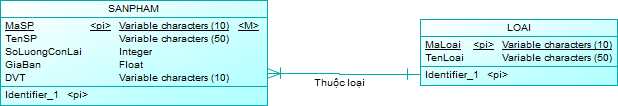 SANPHAM
MaSP <pi> Variable characters (10) <M>
TenSP Variable characters (50)
SoLuongConLai Integer
GiaBan Float
DVT Variable characters (10)
Identifier_1 <pi>
Thuộc loại
LOAI
MaLoai <pi> Variable characters (10)
TenLoai Variable characters (50)
Identifier_1 <pi>